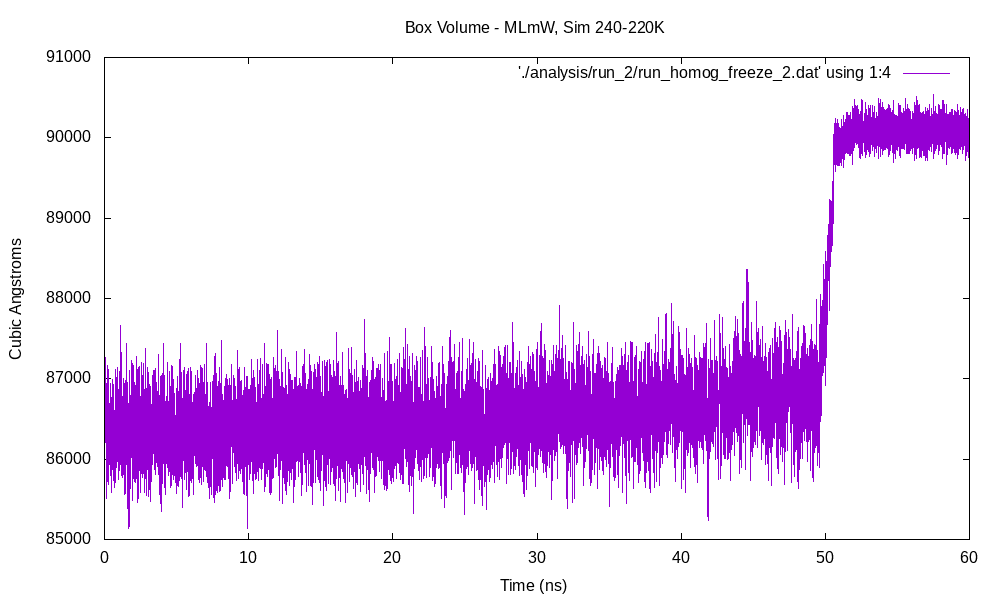 Box Volume - MLmW, Sim 240-220K
'./analysis/run_2/run_homog_freeze_2.dat' using 1:4
91000
90000
89000
88000
87000
86000
85000
Cubic Angstroms
0 10 20 30 40 50 60
Time (ns)